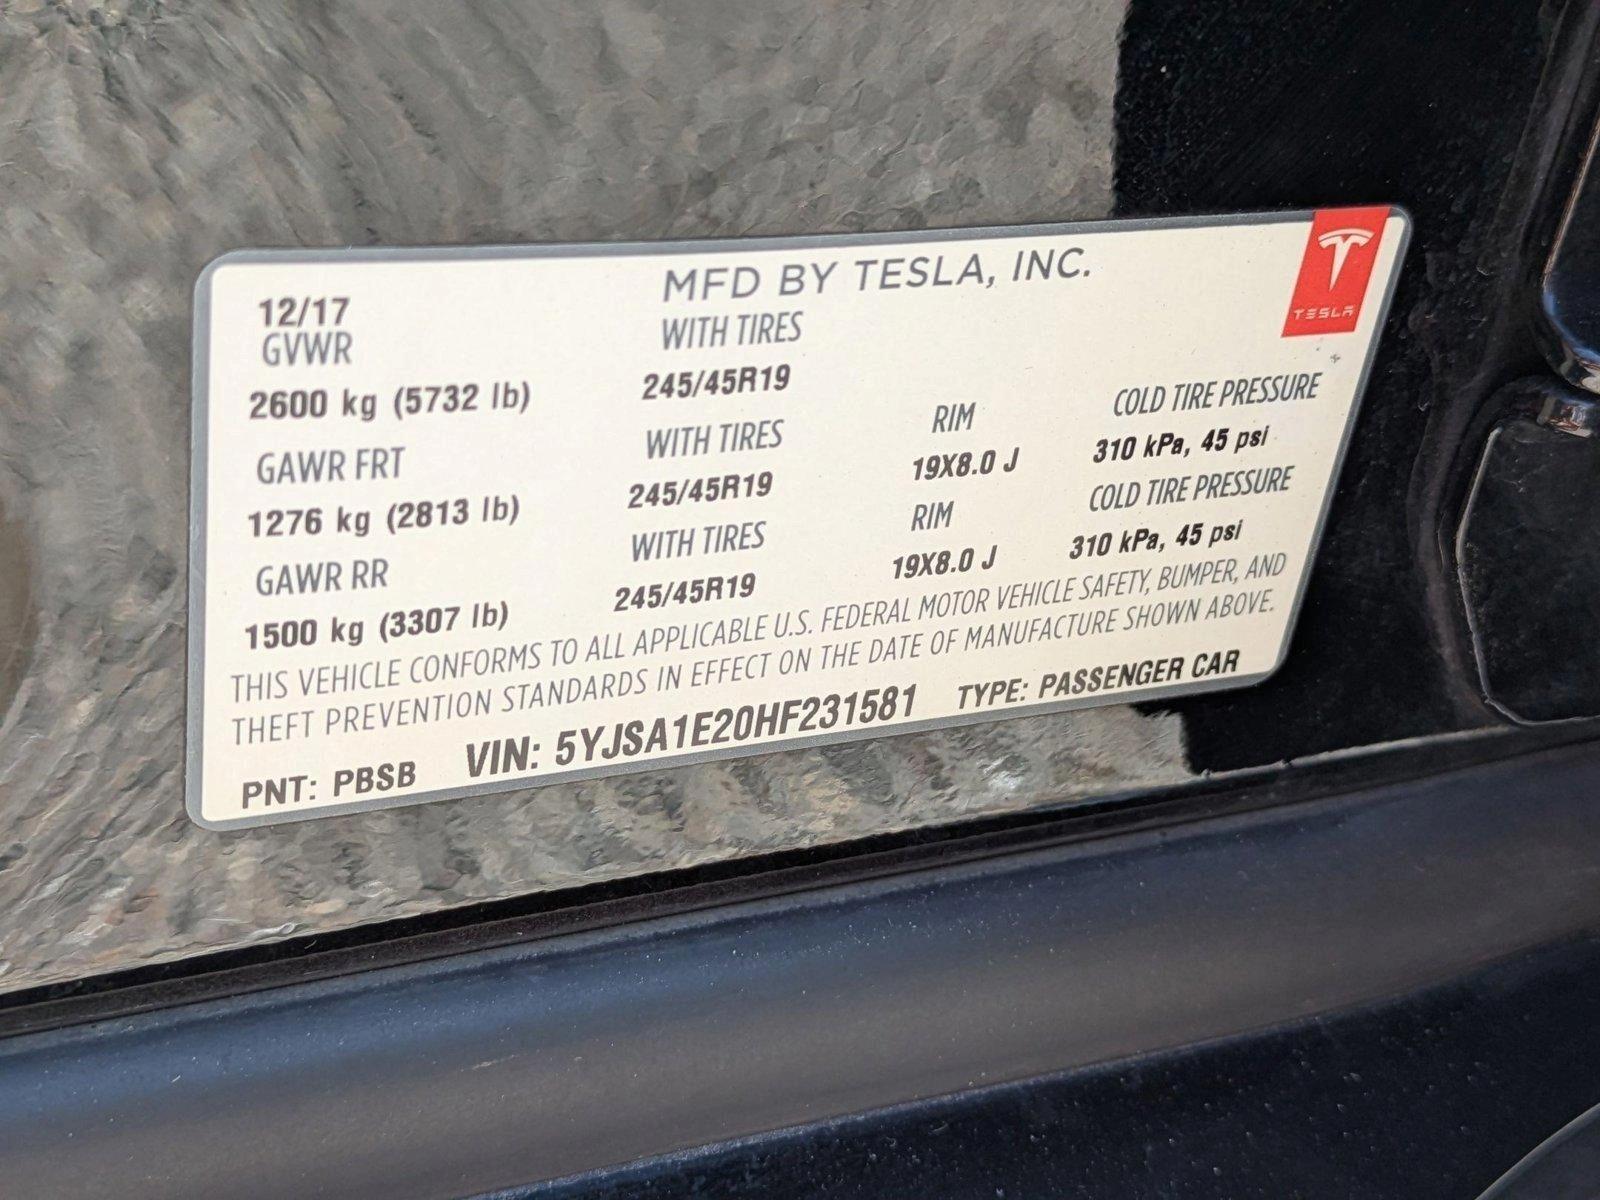 MFD BY TESLA, INC.
TESLA
12/17
GVWR WITH TIRES
2600 kg (5732 lb) 245/45R19
GAWR FRT WITH TIRES RIM COLD TIRE PRESSURE
1276 kg (2813 lb) 245/45R19 19X8.0 J 310 kPa, 45 psi
GAWR RR WITH TIRES RIM COLD TIRE PRESSURE
1500 kg (3307 lb) 245/45R19 19X8.0 J 310 kPa, 45 psi
THIS VEHICLE CONFORMS TO ALL APPLICABLE U.S. FEDERAL MOTOR VEHICLE SAFETY, BUMPER, AND
THEFT PREVENTION STANDARDS IN EFFECT ON THE DATE OF MANUFACTURE SHOWN ABOVE.
PNT: PBSB VIN: 5YJSA1E20HF231581 TYPE: PASSENGER CAR